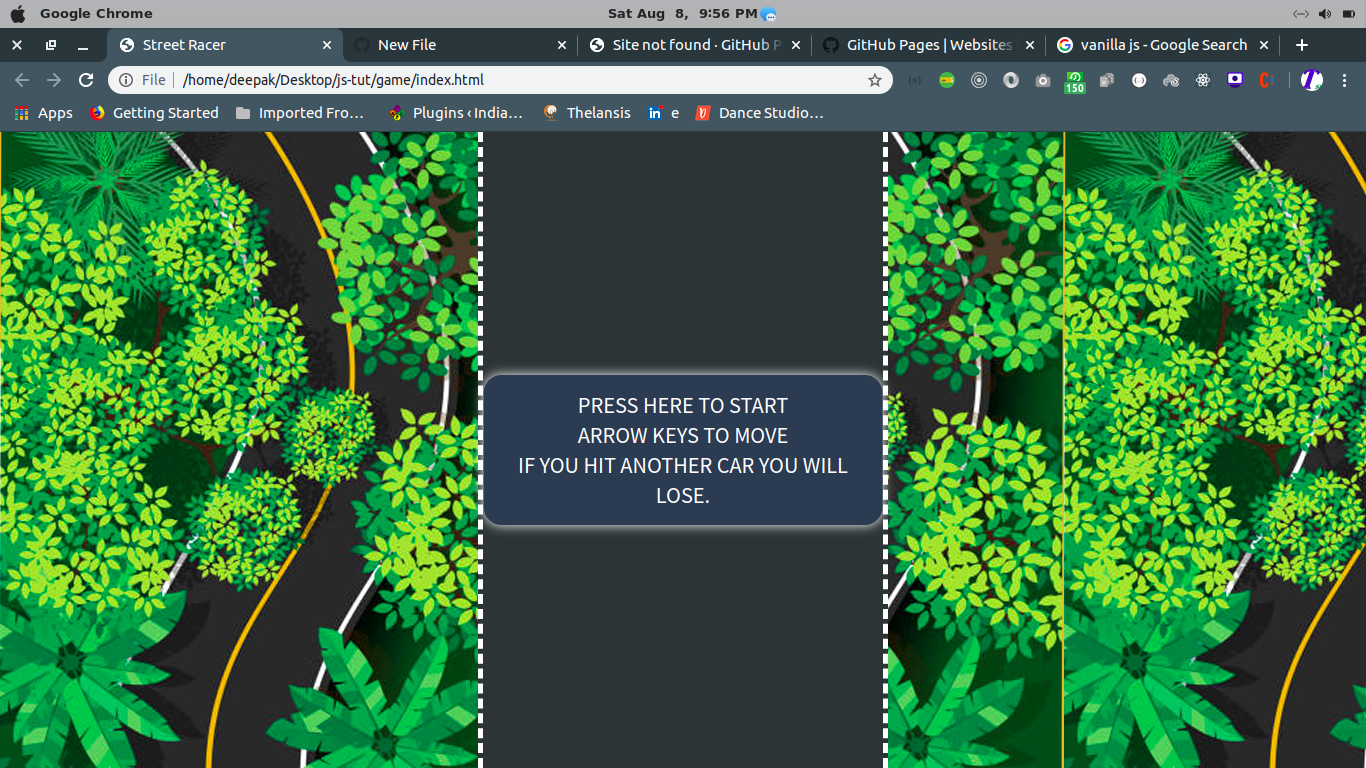 Google Chrome
Sat Aug 8, 9:56 PM
Street Racer
New File
Site not found · GitHub P
GitHub Pages | Websites
vanilla js - Google Search
File
/home/deepak/Desktop/js-tut/game/index.html
150
Apps
Getting Started
Imported Fro...
Plugins ‹ India...
Thelansis
in
e
Dance Studio...
PRESS HERE TO START
ARROW KEYS TO MOVE
IF YOU HIT ANOTHER CAR YOU WILL
LOSE.